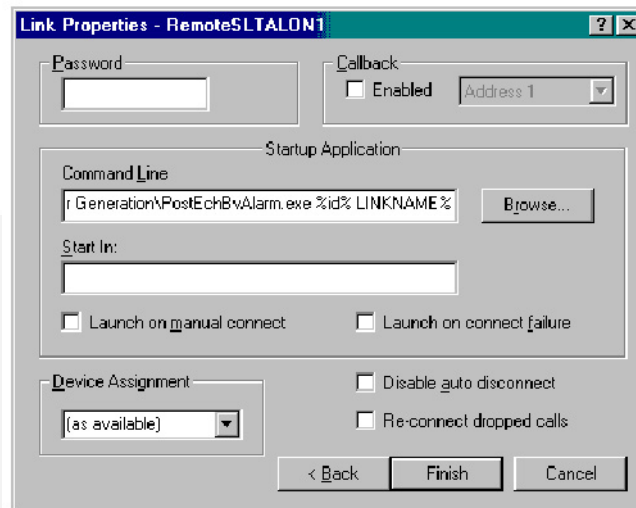 Link Properties - RemoteSLTALON1
Password
Callback
Enabled
Address 1
Startup Application
Command Line
r Generation\PostEchBvAlarm.exe %id% LINKNAME%
Browse...
Start In:
Launch on manual connect
Launch on connect failure
Device Assignment
(as available)
Disable auto disconnect
Re-connect dropped calls
< Back
Finish
Cancel